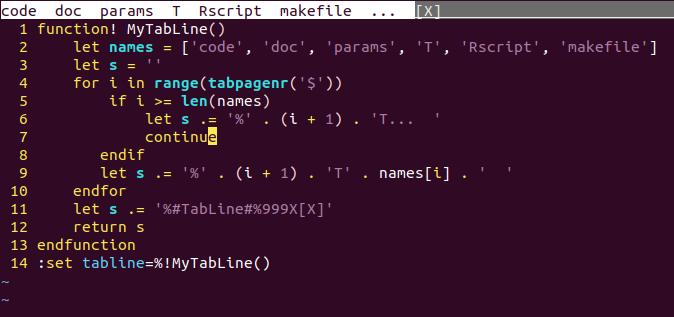 code  doc  params  T  Rscript  makefile  ...  [X]
1 function! MyTabLine()
2     let names = ['code', 'doc', 'params', 'T', 'Rscript', 'makefile']
3     let s = ''
4     for i in range(tabpagenr('$'))
5         if i >= len(names)
6             let s .= '%' . (i + 1) . 'T...  '
7             continue
8        endif
9        let s .= '%' . (i + 1) . 'T' . names[i] . '  '
10     endfor
11     let s .= '%#TabLine#%999X[X]'
12     return s
13 endfunction
14 :set tabline=%!MyTabLine()
~
~